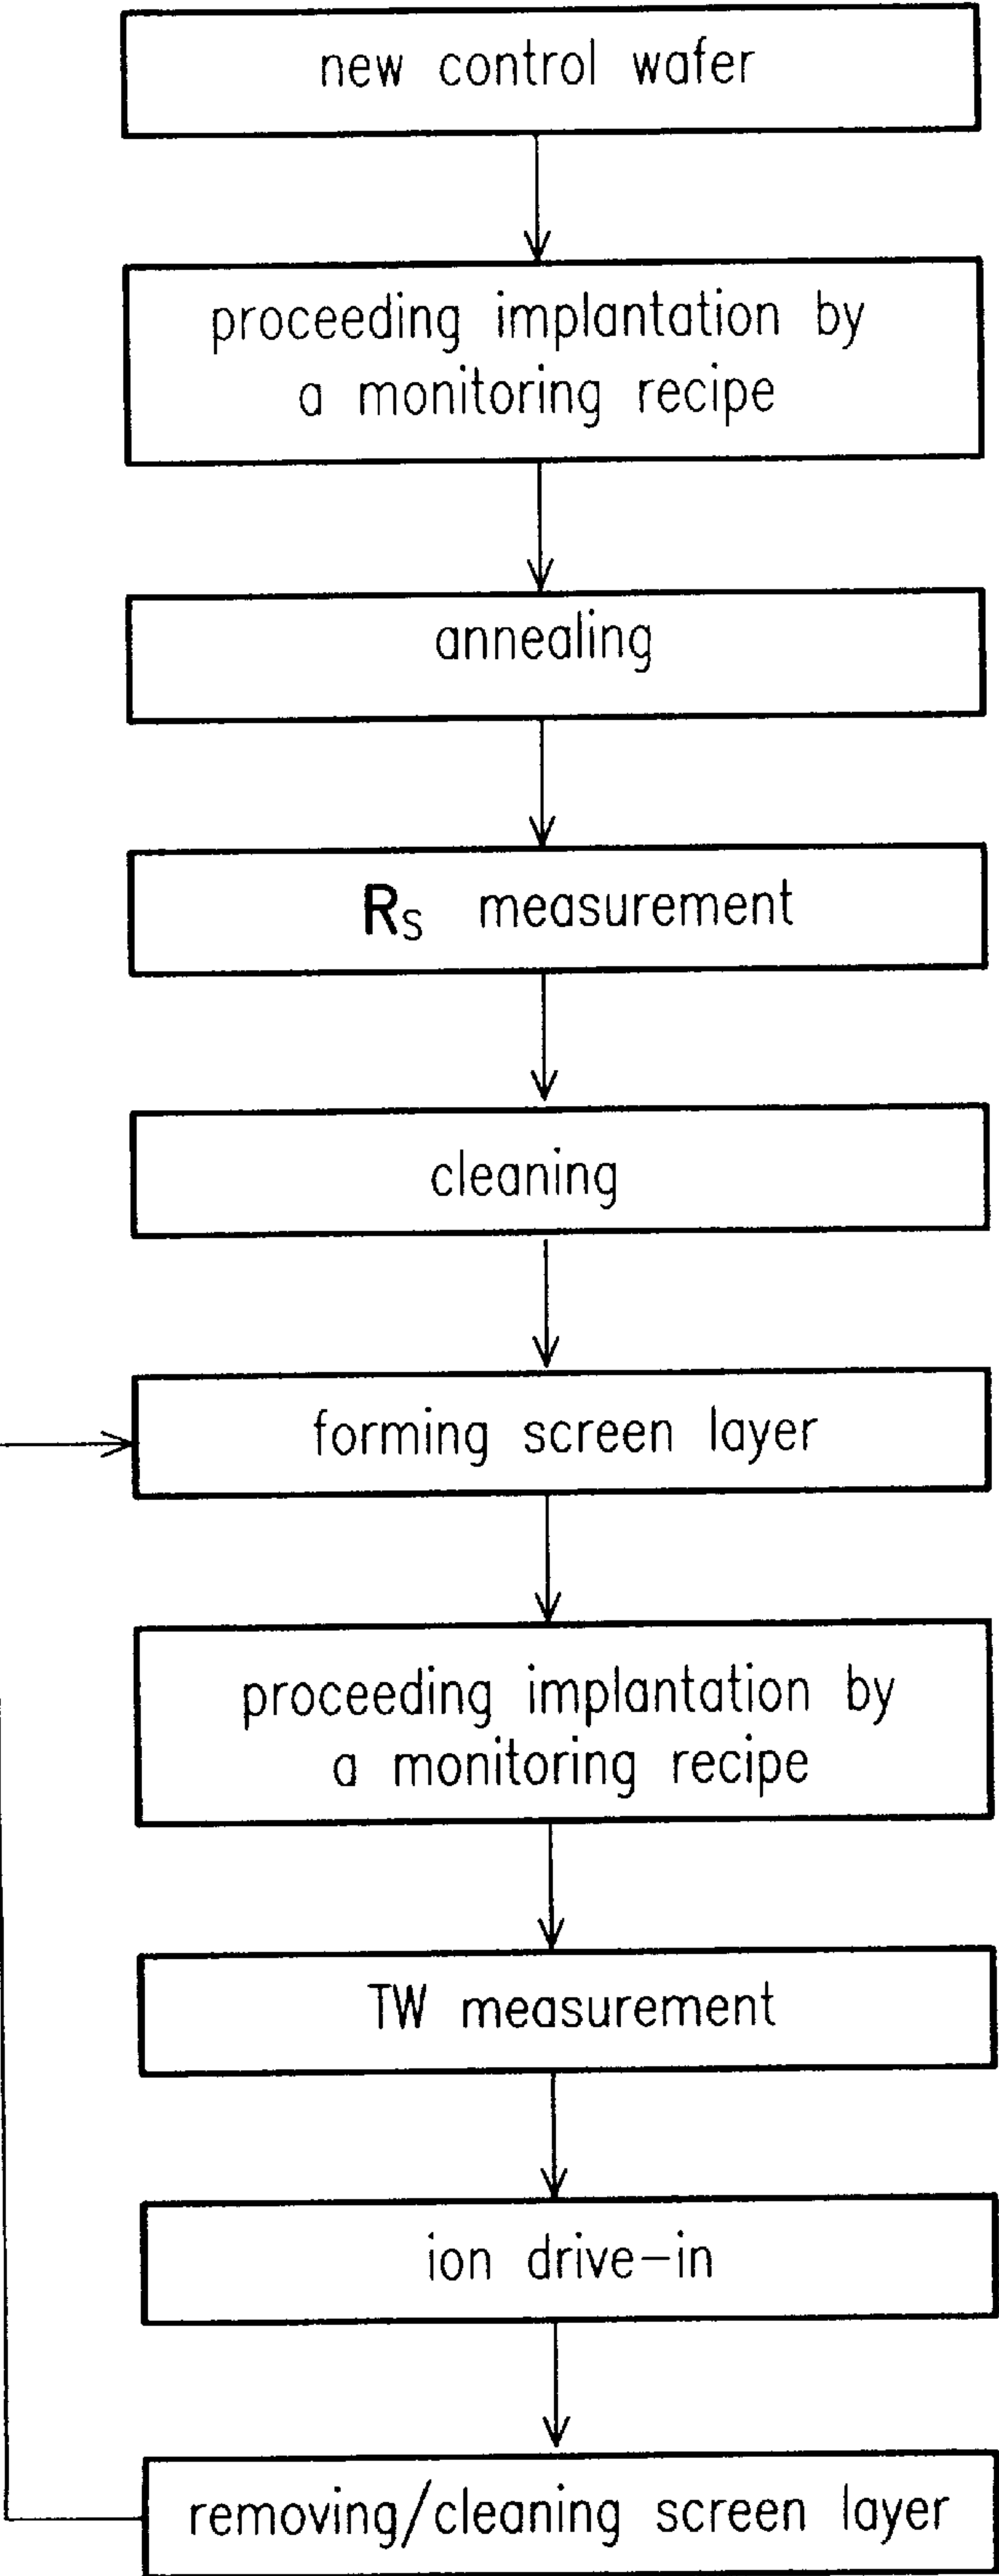 new control wafer
proceeding implantation by
a monitoring recipe
annealing
Rs measurement
cleaning
forming screen layer
proceeding implantation by
a monitoring recipe
TW measurement
ion drive-in
removing/cleaning screen layer